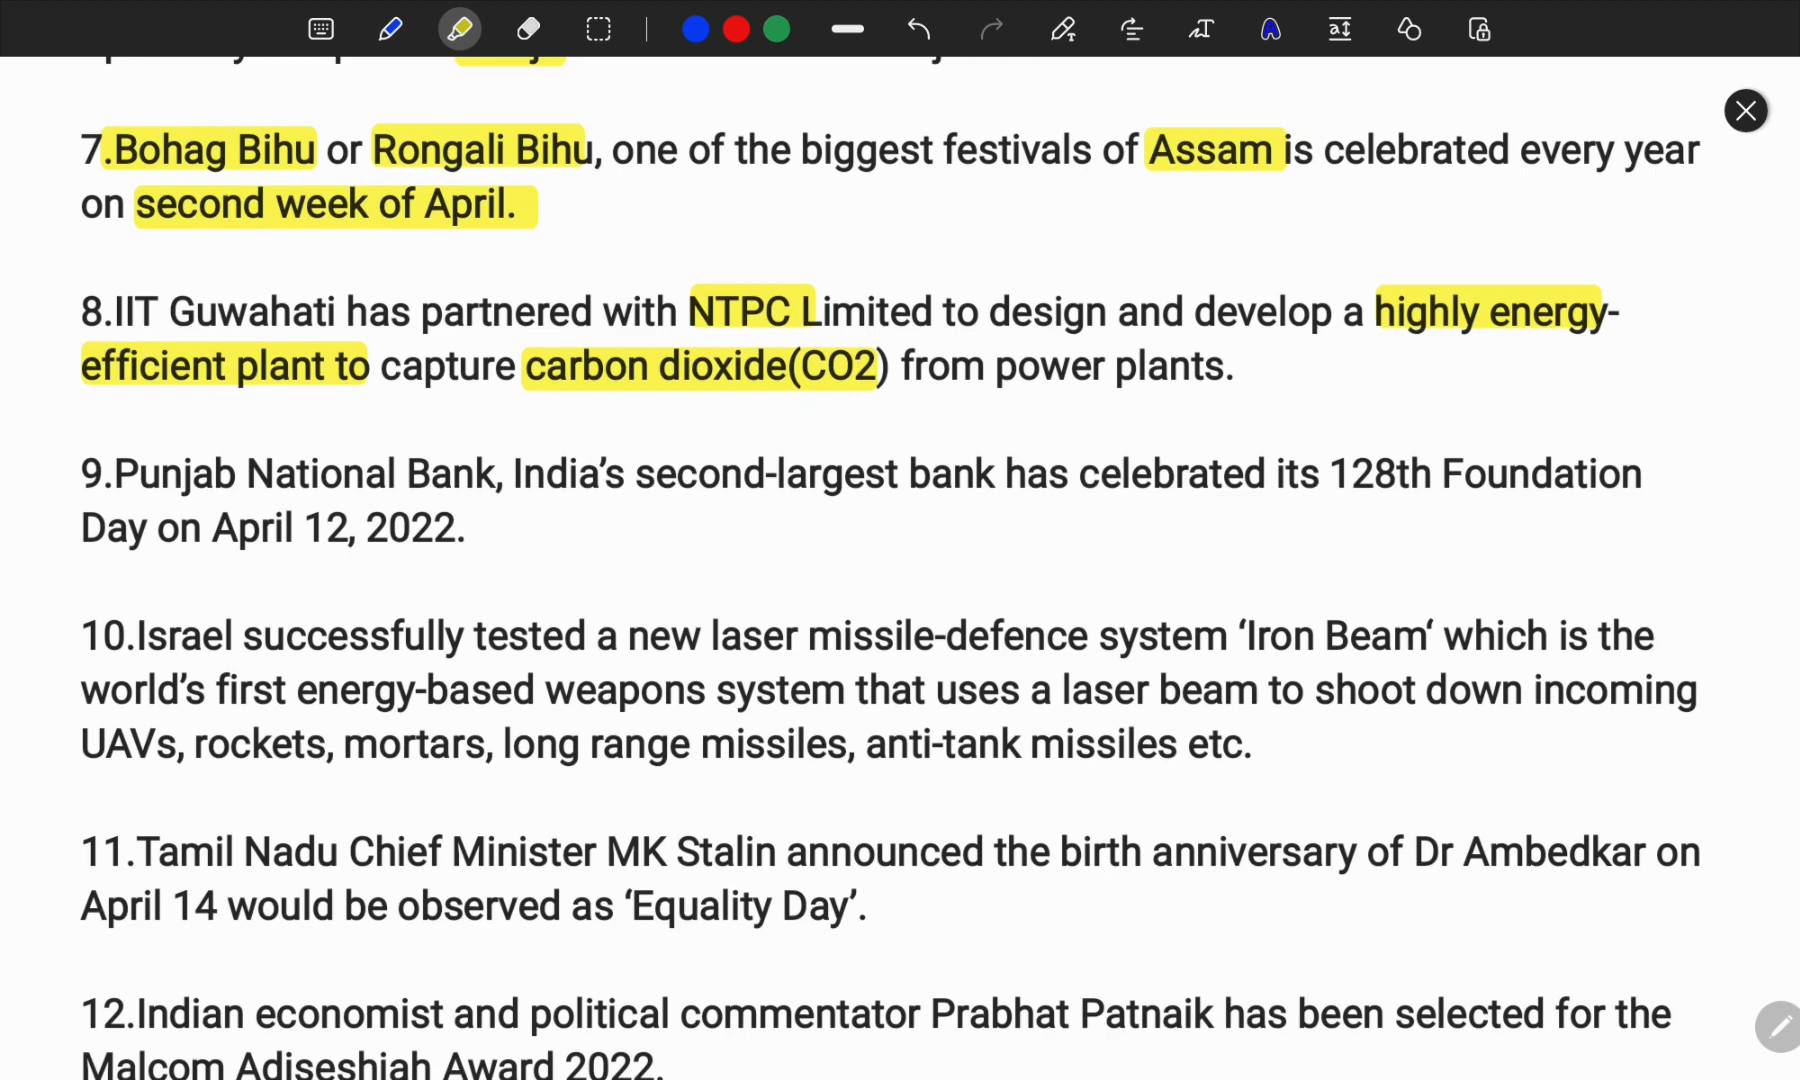 7.Bohag Bihu or Rongali Bihu, one of the biggest festivals of Assam is celebrated every year
on second week of April.
8.IIT Guwahati has partnered with NTPC Limited to design and develop a highly energy-
efficient plant to capture carbon dioxide(CO2) from power plants.
9.Punjab National Bank, India’s second-largest bank has celebrated its 128th Foundation
Day on April 12, 2022.
10.Israel successfully tested a new laser missile-defence system ‘Iron Beam‘ which is the
world’s first energy-based weapons system that uses a laser beam to shoot down incoming
UAVs, rockets, mortars, long range missiles, anti-tank missiles etc.
11.Tamil Nadu Chief Minister MK Stalin announced the birth anniversary of Dr Ambedkar on
April 14 would be observed as ‘Equality Day’.
12.Indian economist and political commentator Prabhat Patnaik has been selected for the
Malcom Adiseshiah Award 2022.